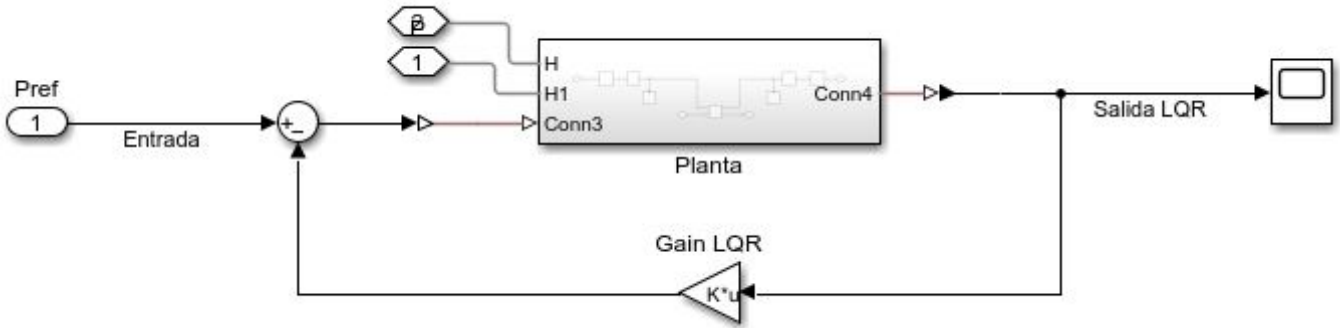 1
H
Pref
H1
Conn4
1
+
−
Conn3
Entrada
Salida LQR
Planta
Gain LQR
K*u